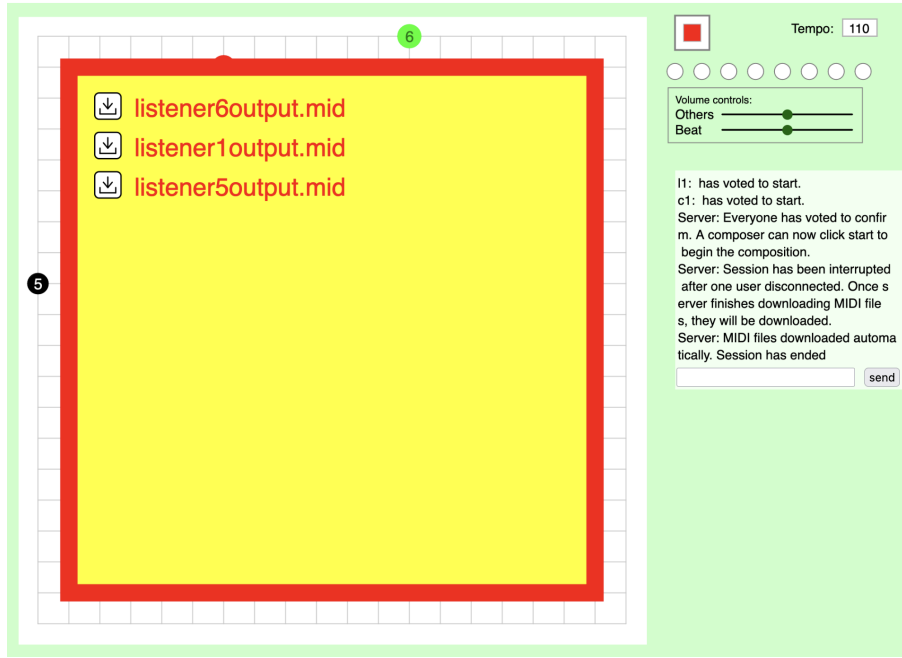 6
5
listener6output.mid
listener1output.mid
listener5output.mid
Tempo: 110
Volume controls:
Others
Beat
l1:  has voted to start.
c1:  has voted to start.
Server: Everyone has voted to confir
m. A composer can now click start to
 begin the composition.
Server: Session has been interrupted
 after one user disconnected. Once s
erver finishes downloading MIDI file
s, they will be downloaded.
Server: MIDI files downloaded automa
tically. Session has ended
send